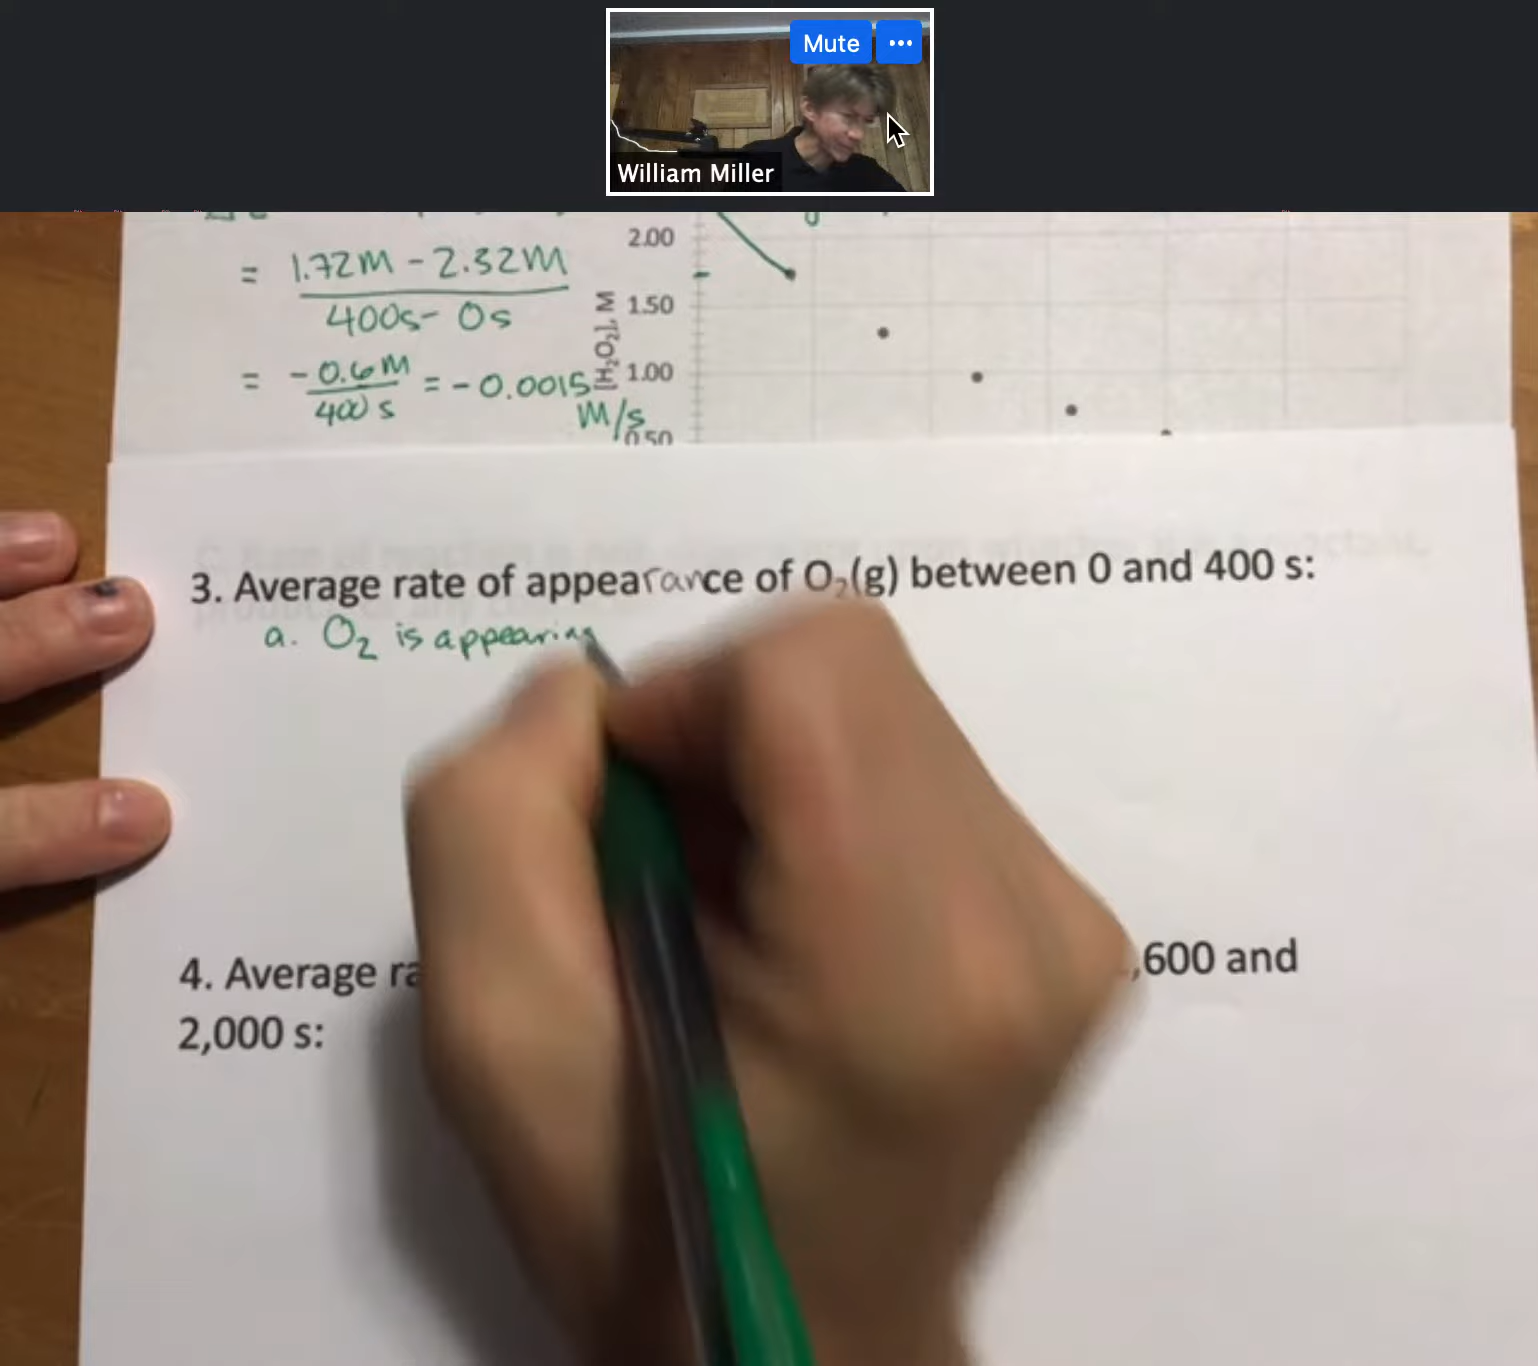 Mute
William Miller
= 1.72M - 2.32M
400s - 0s
= -0.6M
400 s
= -0.0015
M/s
2.00
1.50
1.00
0.50
[H₂O₂], M
3. Average rate of appearance of O₂(g) between 0 and 400 s:
a. O₂ is appearing
4. Average
,600 and
2,000 s: